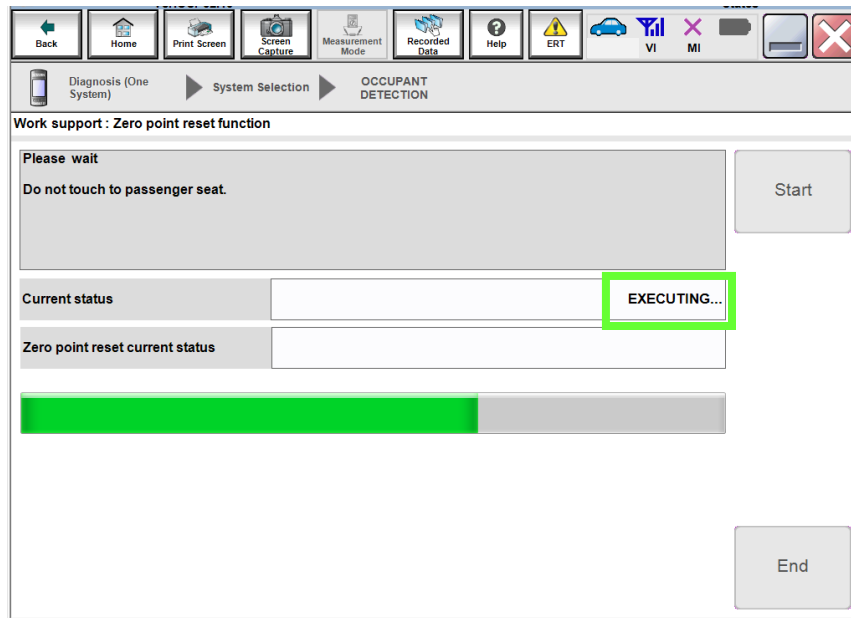 Back
Home
Print Screen
Screen
Capture
Measurement
Mode
Recorded
Data
Help
ERT
VI
MI
Diagnosis (One
System)
System Selection
OCCUPANT
DETECTION
Work support : Zero point reset function
Please wait
Do not touch to passenger seat.
Start
Current status
EXECUTING...
Zero point reset current status
End